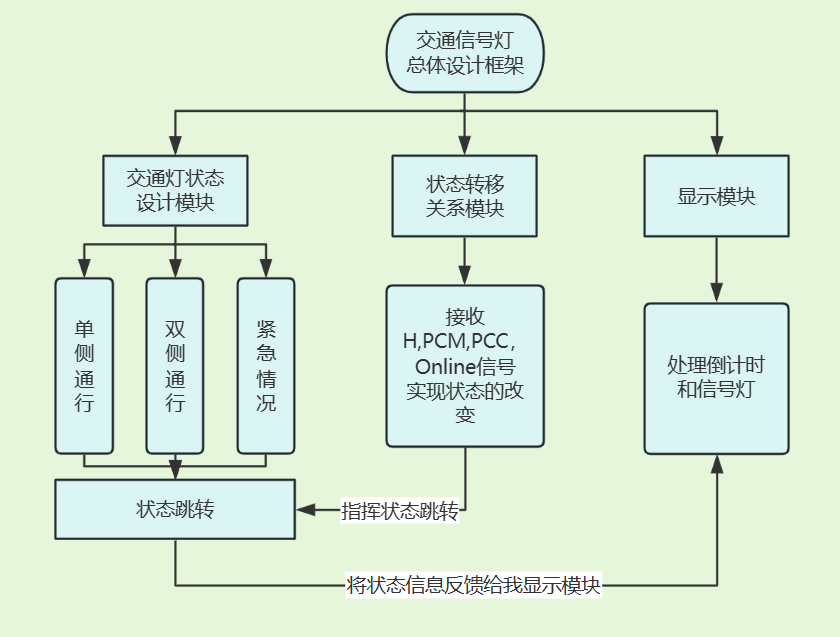 交通信号灯
总体设计框架
交通灯状态
设计模块
状态转移
关系模块
显示模块
单
侧
通
行
双
侧
通
行
紧
急
情
况
接收
H,PCM,PCC，
Online信号
实现状态的改
变
处理倒计时
和信号灯
状态跳转
指挥状态跳转
将状态信息反馈给我显示模块